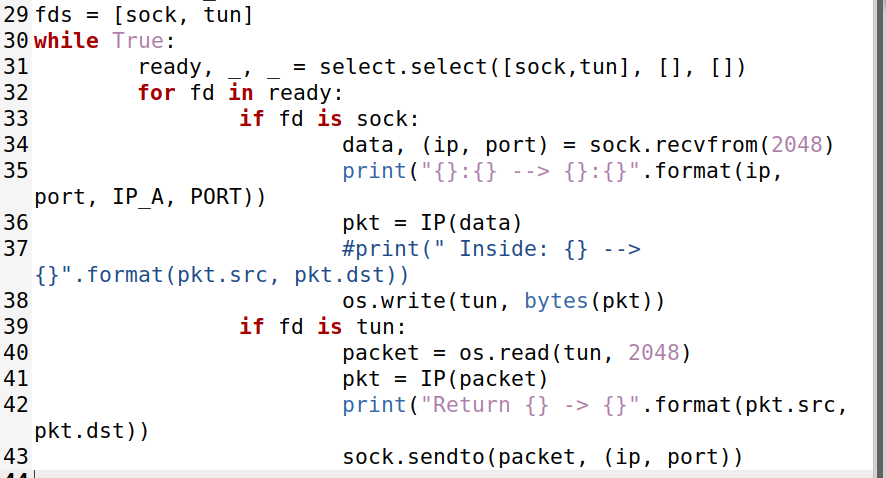 29 fds = [sock, tun]
30 while True:
31 ready, _, _ = select.select([sock,tun], [], [])
32 for fd in ready:
33 if fd is sock:
34 data, (ip, port) = sock.recvfrom(2048)
35 print("{}:{} --> {}:{}".format(ip,
port, IP_A, PORT))
36 pkt = IP(data)
37 #print(" Inside: {} -->
{}".format(pkt.src, pkt.dst))
38 os.write(tun, bytes(pkt))
39 if fd is tun:
40 packet = os.read(tun, 2048)
41 pkt = IP(packet)
42 print("Return {} -> {}".format(pkt.src,
pkt.dst))
43 sock.sendto(packet, (ip, port))